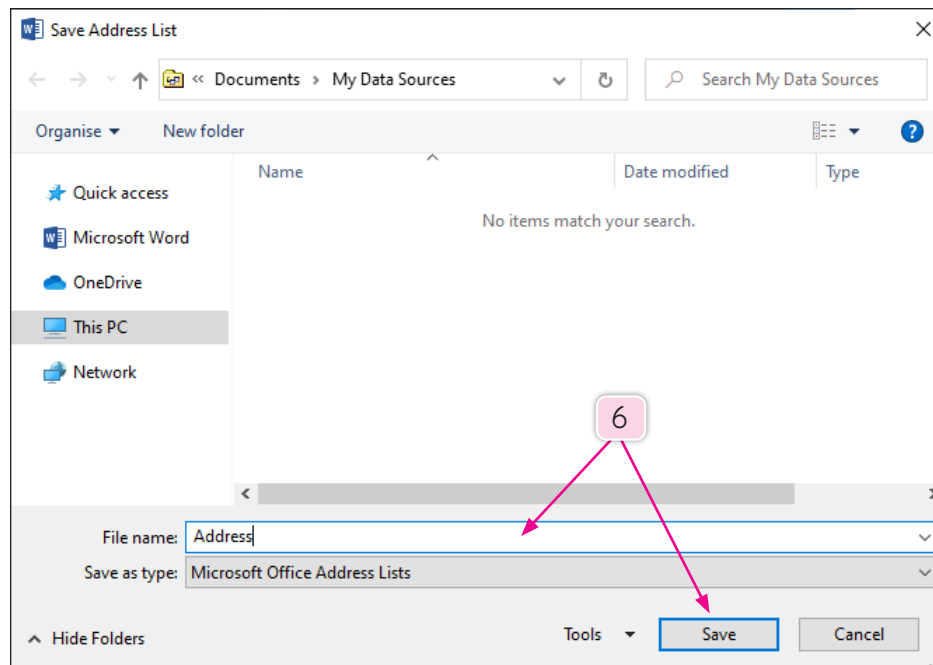 Save Address List
« Documents › My Data Sources
Search My Data Sources
Organise
New folder
?
Name
Date modified
Type
No items match your search.
Quick access
Microsoft Word
OneDrive
This PC
Network
6
File name: Address
Save as type: Microsoft Office Address Lists
Hide Folders
Tools
Save
Cancel